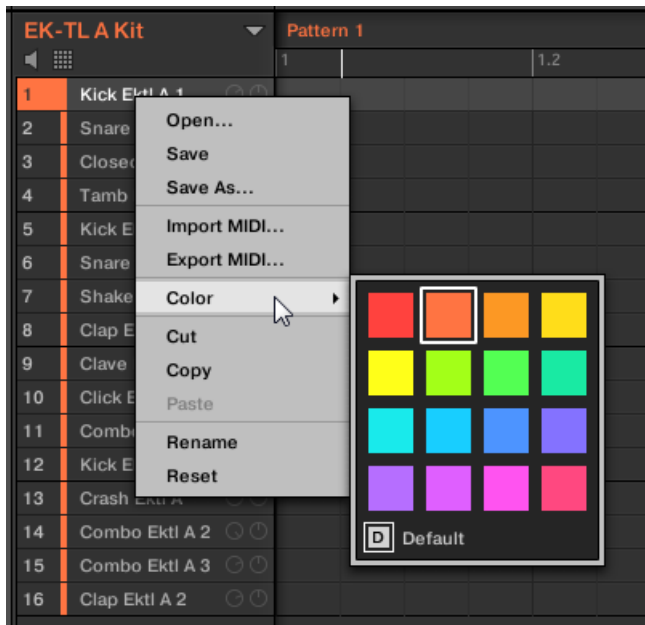 EK-TL A Kit
Pattern 1
1
1.2
1 Kick Ektl A 1
2 Snare
3
4 Tamb
5 Kick
6 Snare
7
8 Clap
9 Clave
10 Click
11
12 Kick
13 Crash Ektl A
14 Combo Ektl A 2
15 Combo Ektl A 3
16 Clap Ektl A 2
Open...
Save
Save As...
Import MIDI...
Export MIDI...
Color
Cut
Copy
Paste
Rename
Reset
D Default